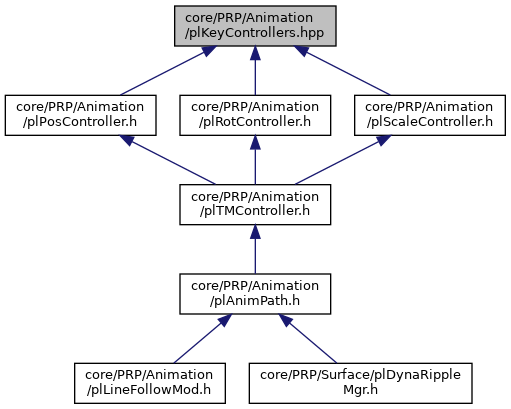 core/PRP/Animation
/plKeyControllers.hpp
core/PRP/Animation
/plPosController.h
core/PRP/Animation
/plRotController.h
core/PRP/Animation
/plScaleController.h
core/PRP/Animation
/plTMController.h
core/PRP/Animation
/plAnimPath.h
core/PRP/Animation
/plLineFollowMod.h
core/PRP/Surface/plDynaRipple
Mgr.h